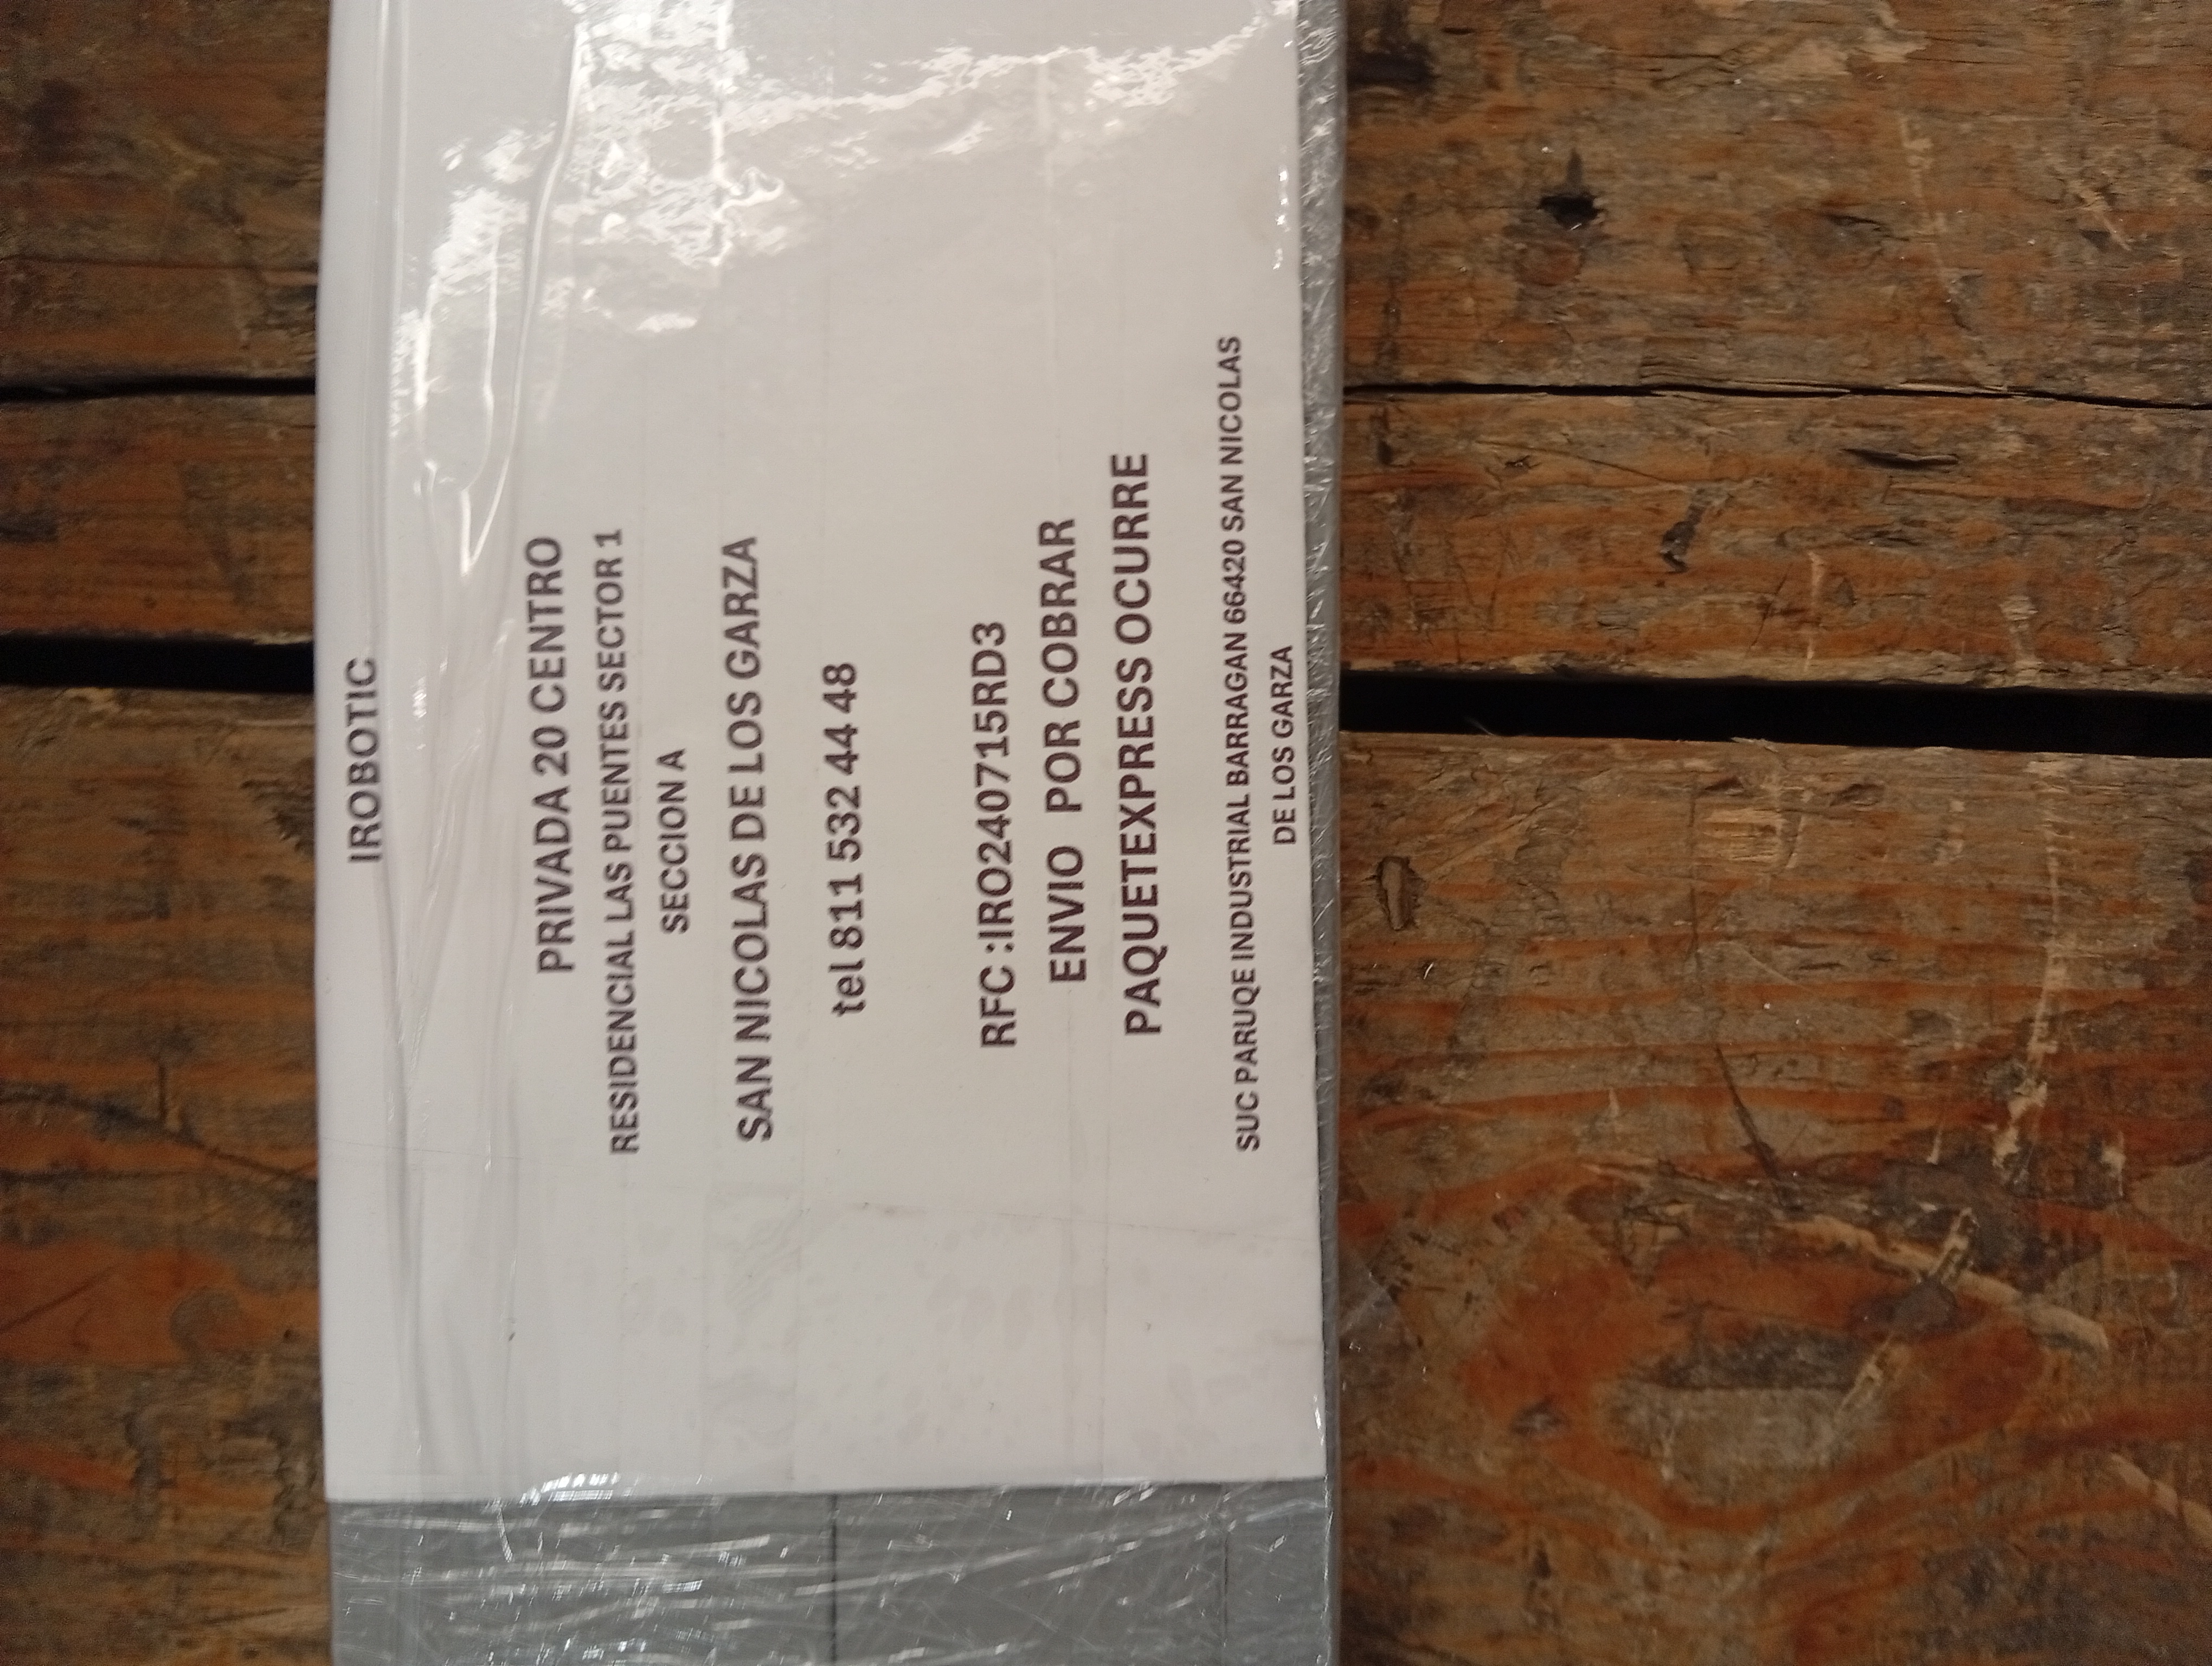 IROBOTIC
PRIVADA 20 CENTRO
RESIDENCIAL LAS PUENTES SECTOR 1
SECCION A
SAN NICOLAS DE LOS GARZA
tel 811 532 44 48
RFC :IRO240715RD3
ENVIO POR COBRAR
PAQUETEXPRESS OCURRE
SUC PARUQE INDUSTRIAL BARRAGAN 66420 SAN NICOLAS
DE LOS GARZA